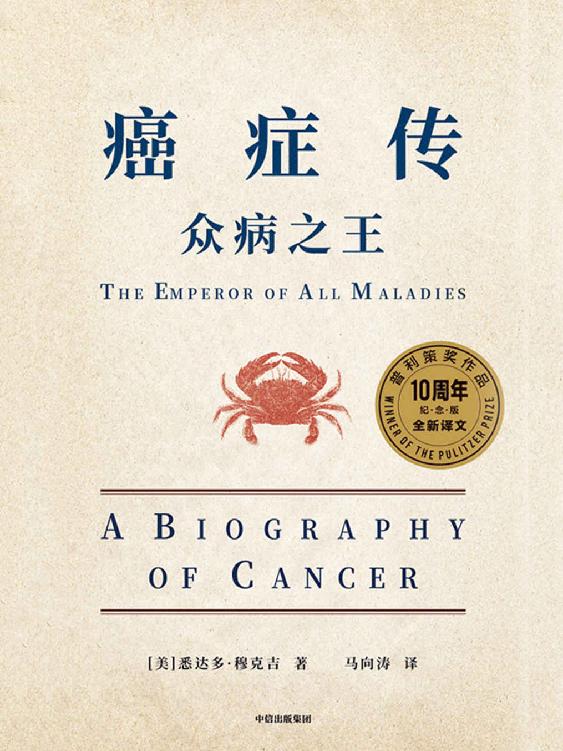 癌症传
众病之王
THE EMPEROR OF ALL MALADIES
普利策奖作品
10周年
纪·念·版
全新译文
WINNER OF THE PULITZER PRIZE
A BIOGRAPHY
OF CANCER
[美]悉达多·穆克吉 著 马向涛 译
中信出版集团